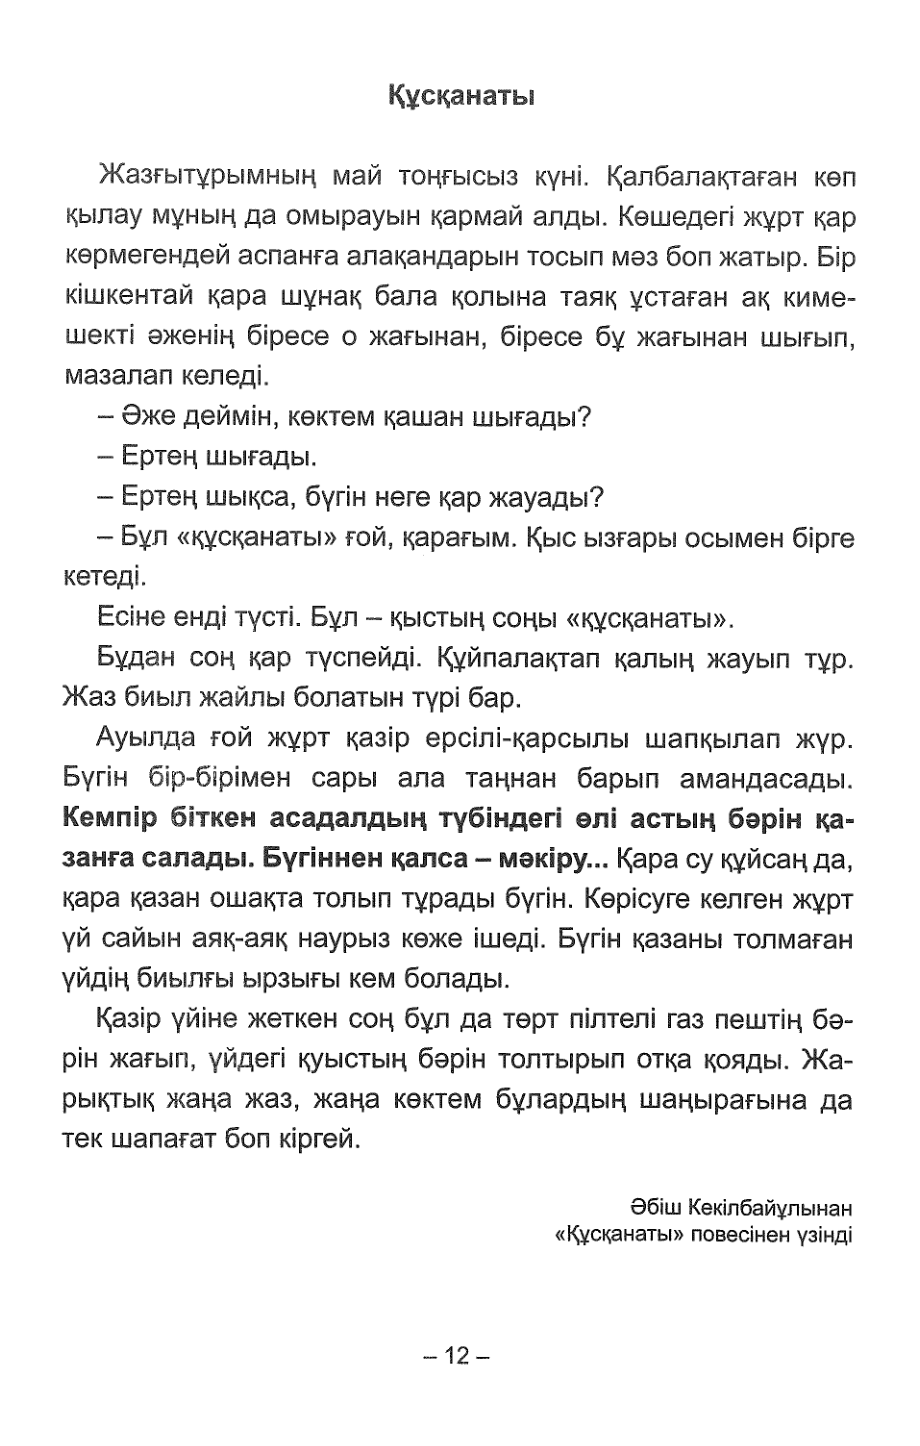 Құсқанаты
Жазғытұрымның май тоңғысыз күні. Қалбалақтаған көп
қылау мұның да омырауын қармай алды. Көшедегі жұрт қар
көрмегендей аспанға алақандарын тосып мәз боп жатыр. Бір
кішкентай қара шұнақ бала қолына таяқ ұстаған ақ киме-
шекті әженің біресе о жағынан, біресе бұ жағынан шығып,
мазалап келеді.
– Әже деймін, көктем қашан шығады?
– Ертең шығады.
– Ертең шықса, бүгін неге қар жауады?
– Бұл «құсқанаты» ғой, қарағым. Қыс ызғары осымен бірге
кетеді.
Есіне енді түсті. Бұл – қыстың соңы «құсқанаты».
Бұдан соң қар түспейді. Құйпалақтап қалың жауып тұр.
Жаз биыл жайлы болатын түрі бар.
Ауылда ғой жұрт қазір ерсілі-қарсылы шапқылап жүр.
Бүгін бір-бірімен сары ала таңнан барып амандасады.
Кемпір біткен асадалдың түбіндегі өлі астың бәрін қа-
занға салады. Бүгіннен қалса – мәкіру... Қара су құйсаң да,
қара қазан ошақта толып тұрады бүгін. Көрісуге келген жұрт
үй сайын аяқ-аяқ наурыз көже ішеді. Бүгін қазаны толмаған
үйдің биылғы ырзығы кем болады.
Қазір үйіне жеткен соң бұл да төрт пілтелі газ пештің бә-
рін жағып, үйдегі қуыстың бәрін толтырып отқа қояды. Жа-
рықтық жаңа жаз, жаңа көктем бұлардың шаңырағына да
тек шапағат боп кіргей.
Әбіш Кекілбайұлынан
«Құсқанаты» повесінен үзінді
– 12 –